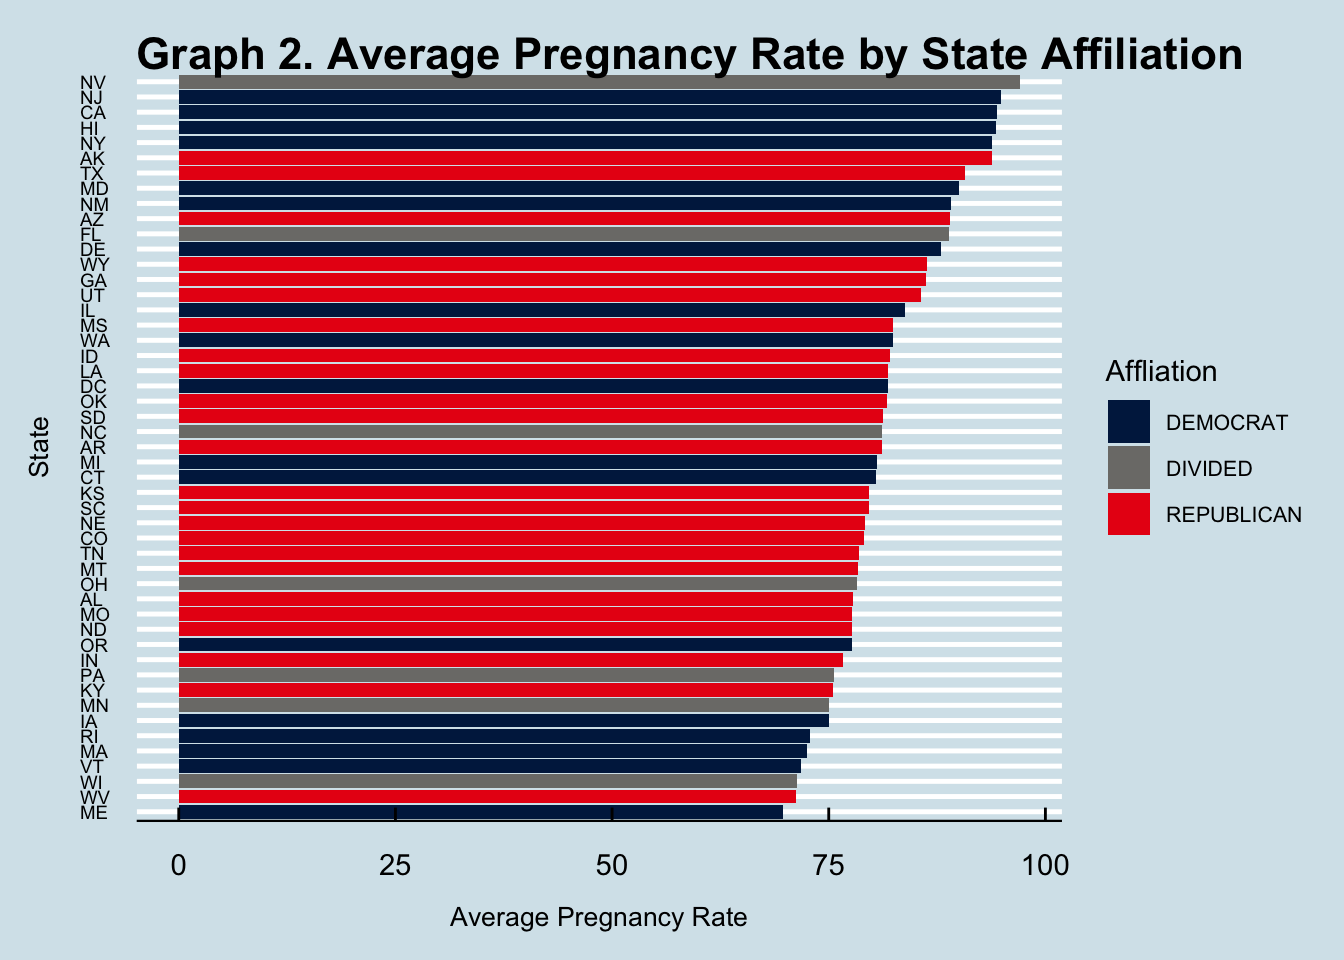 Graph 2. Average Pregnancy Rate by State Affiliation
NV
NJ
CA
HI
NY
AK
TX
MD
NM
AZ
FL
DE
WY
GA
UT
IL
MS
WA
ID
LA
DC
OK
SD
NC
AR
MI
CT
KS
SC
NE
CO
TN
MT
OH
AL
MO
ND
OR
IN
PA
KY
MN
IA
RI
MA
VT
WI
WV
ME
State
0 25 50 75 100
Average Pregnancy Rate
Affliation
DEMOCRAT
DIVIDED
REPUBLICAN